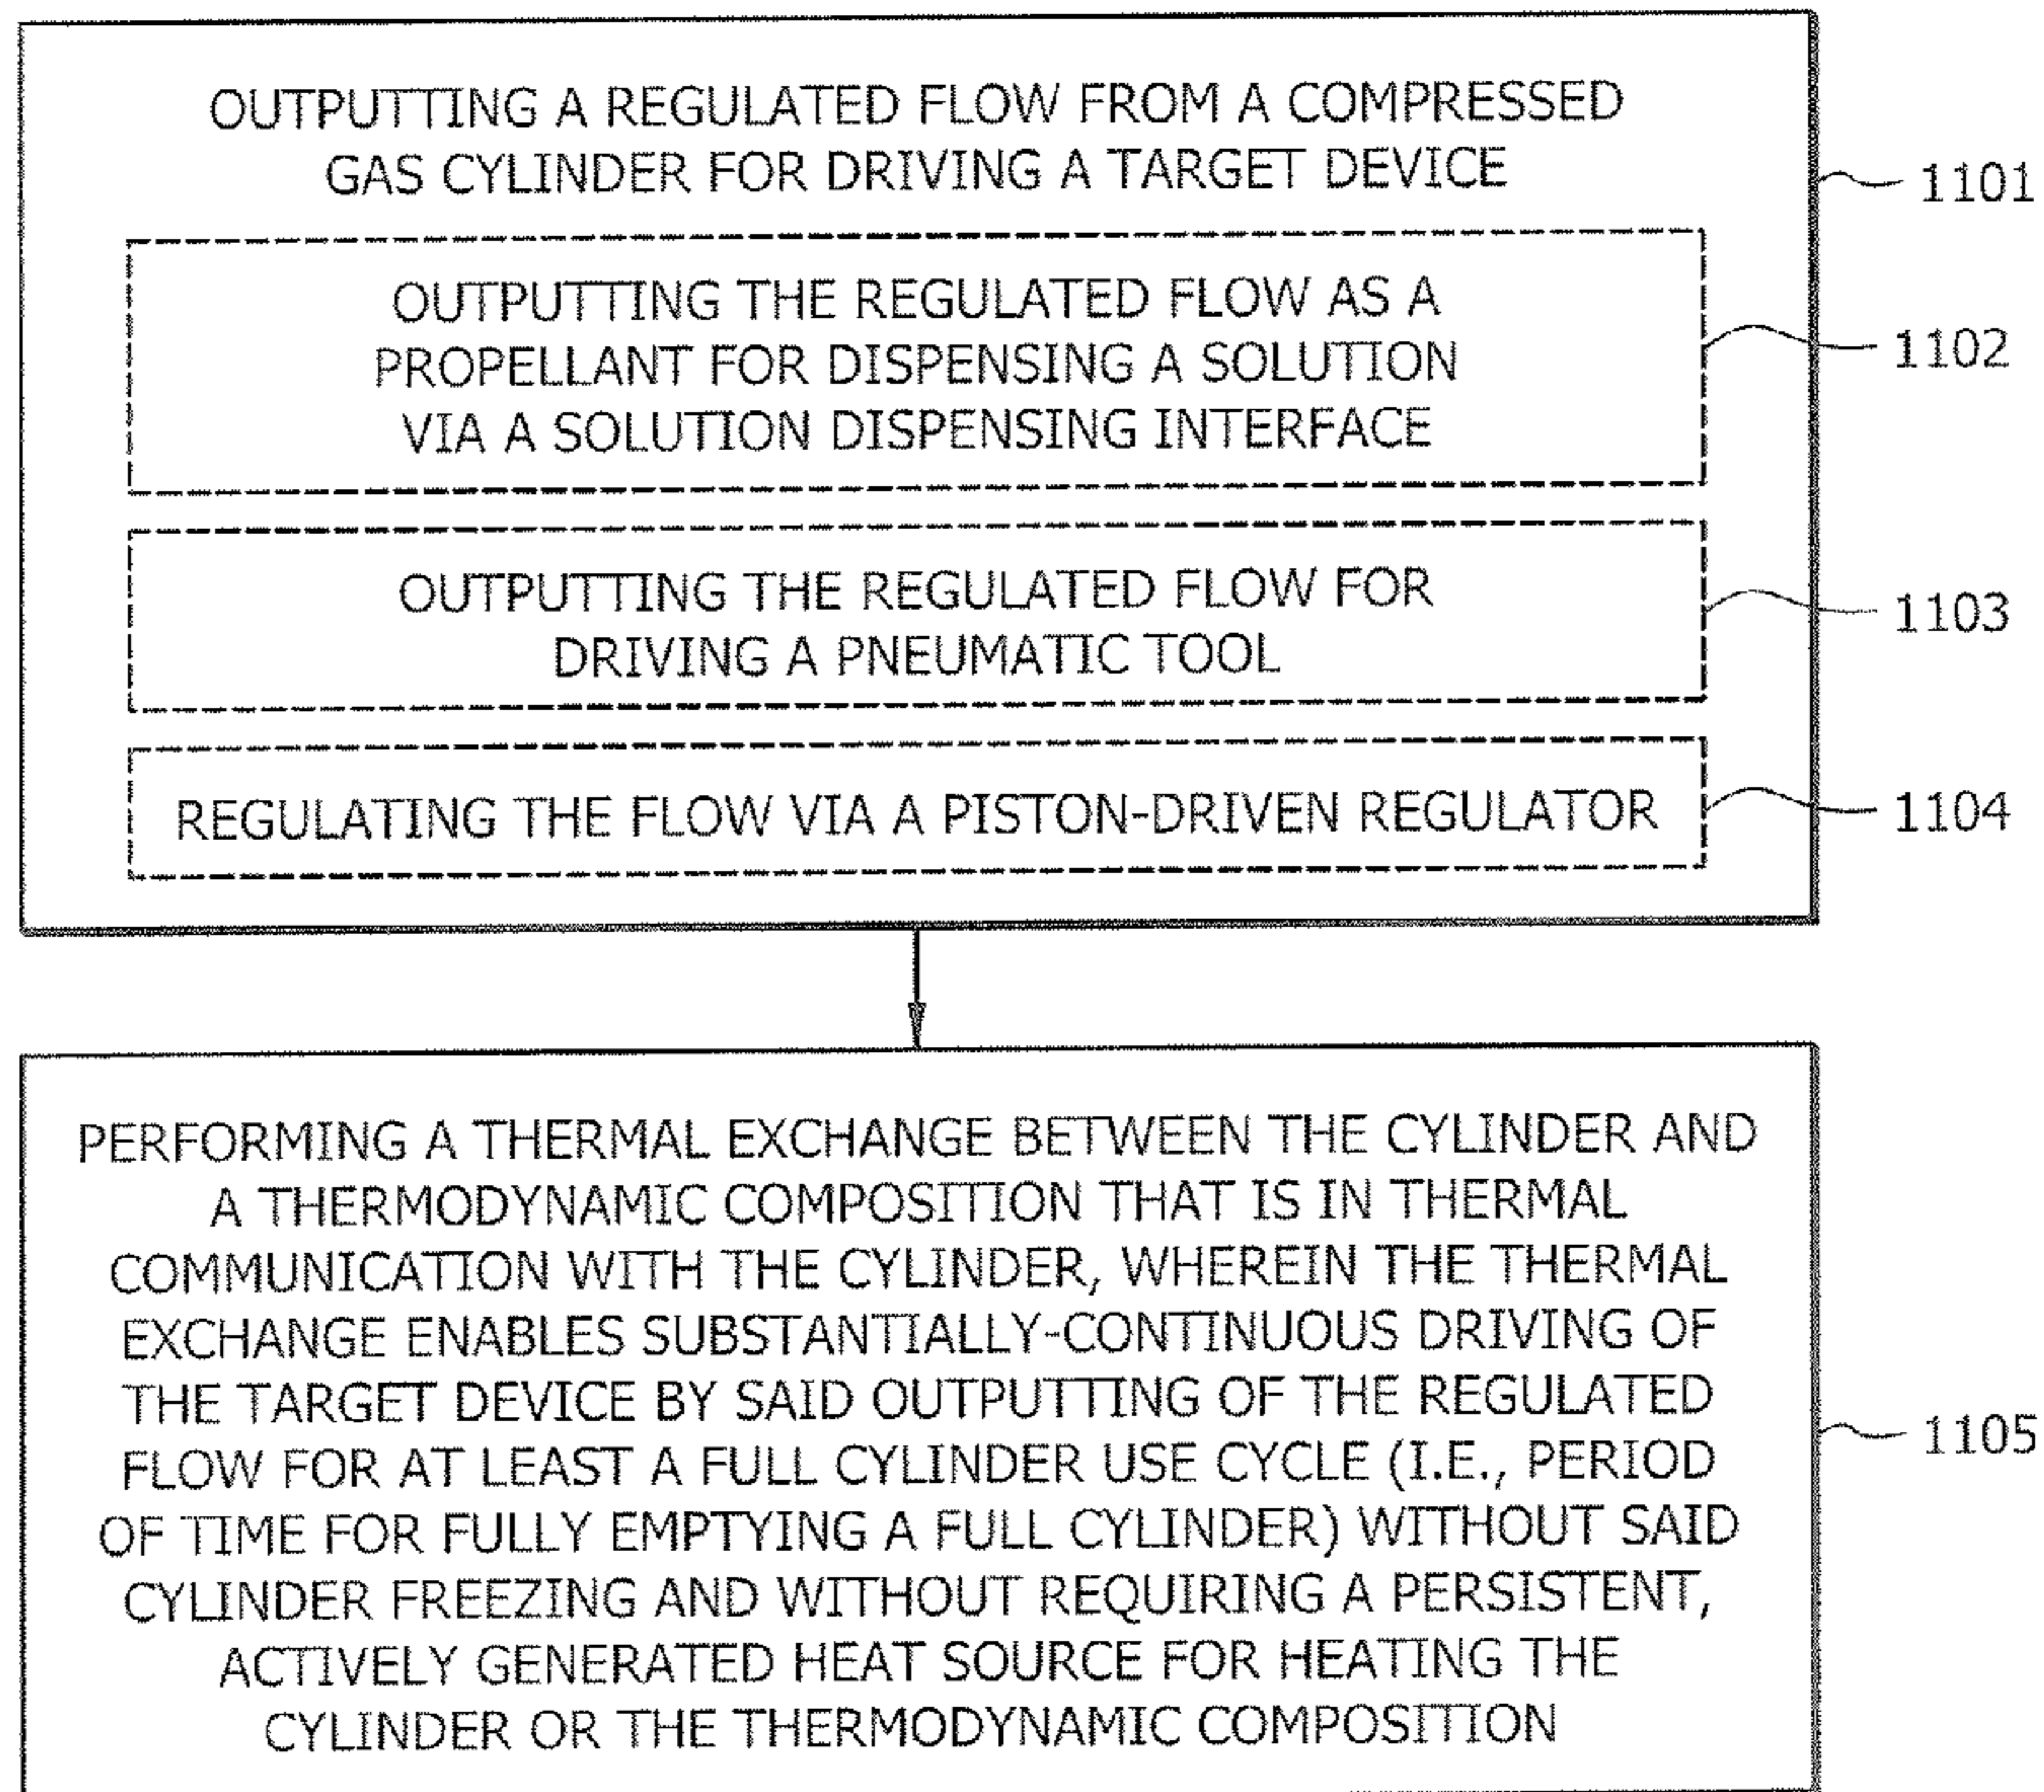 OUTPUTTING A REGULATED FLOW FROM A COMPRESSED
GAS CYLINDER FOR DRIVING A TARGET DEVICE
1101
OUTPUTTING THE REGULATED FLOW AS A
PROPELLANT FOR DISPENSING A SOLUTION
VIA A SOLUTION DISPENSING INTERFACE
1102
OUTPUTTING THE REGULATED FLOW FOR
DRIVING A PNEUMATIC TOOL
1103
REGULATING THE FLOW VIA A PISTON-DRIVEN REGULATOR
1104
PERFORMING A THERMAL EXCHANGE BETWEEN THE CYLINDER AND
A THERMODYNAMIC COMPOSITION THAT IS IN THERMAL
COMMUNICATION WITH THE CYLINDER, WHEREIN THE THERMAL
EXCHANGE ENABLES SUBSTANTIALLY-CONTINUOUS DRIVING OF
THE TARGET DEVICE BY SAID OUTPUTTING OF THE REGULATED
FLOW FOR AT LEAST A FULL CYLINDER USE CYCLE (I.E., PERIOD
OF TIME FOR FULLY EMPTYING A FULL CYLINDER) WITHOUT SAID
CYLINDER FREEZING AND WITHOUT REQUIRING A PERSISTENT,
ACTIVELY GENERATED HEAT SOURCE FOR HEATING THE
CYLINDER OR THE THERMODYNAMIC COMPOSITION
1105